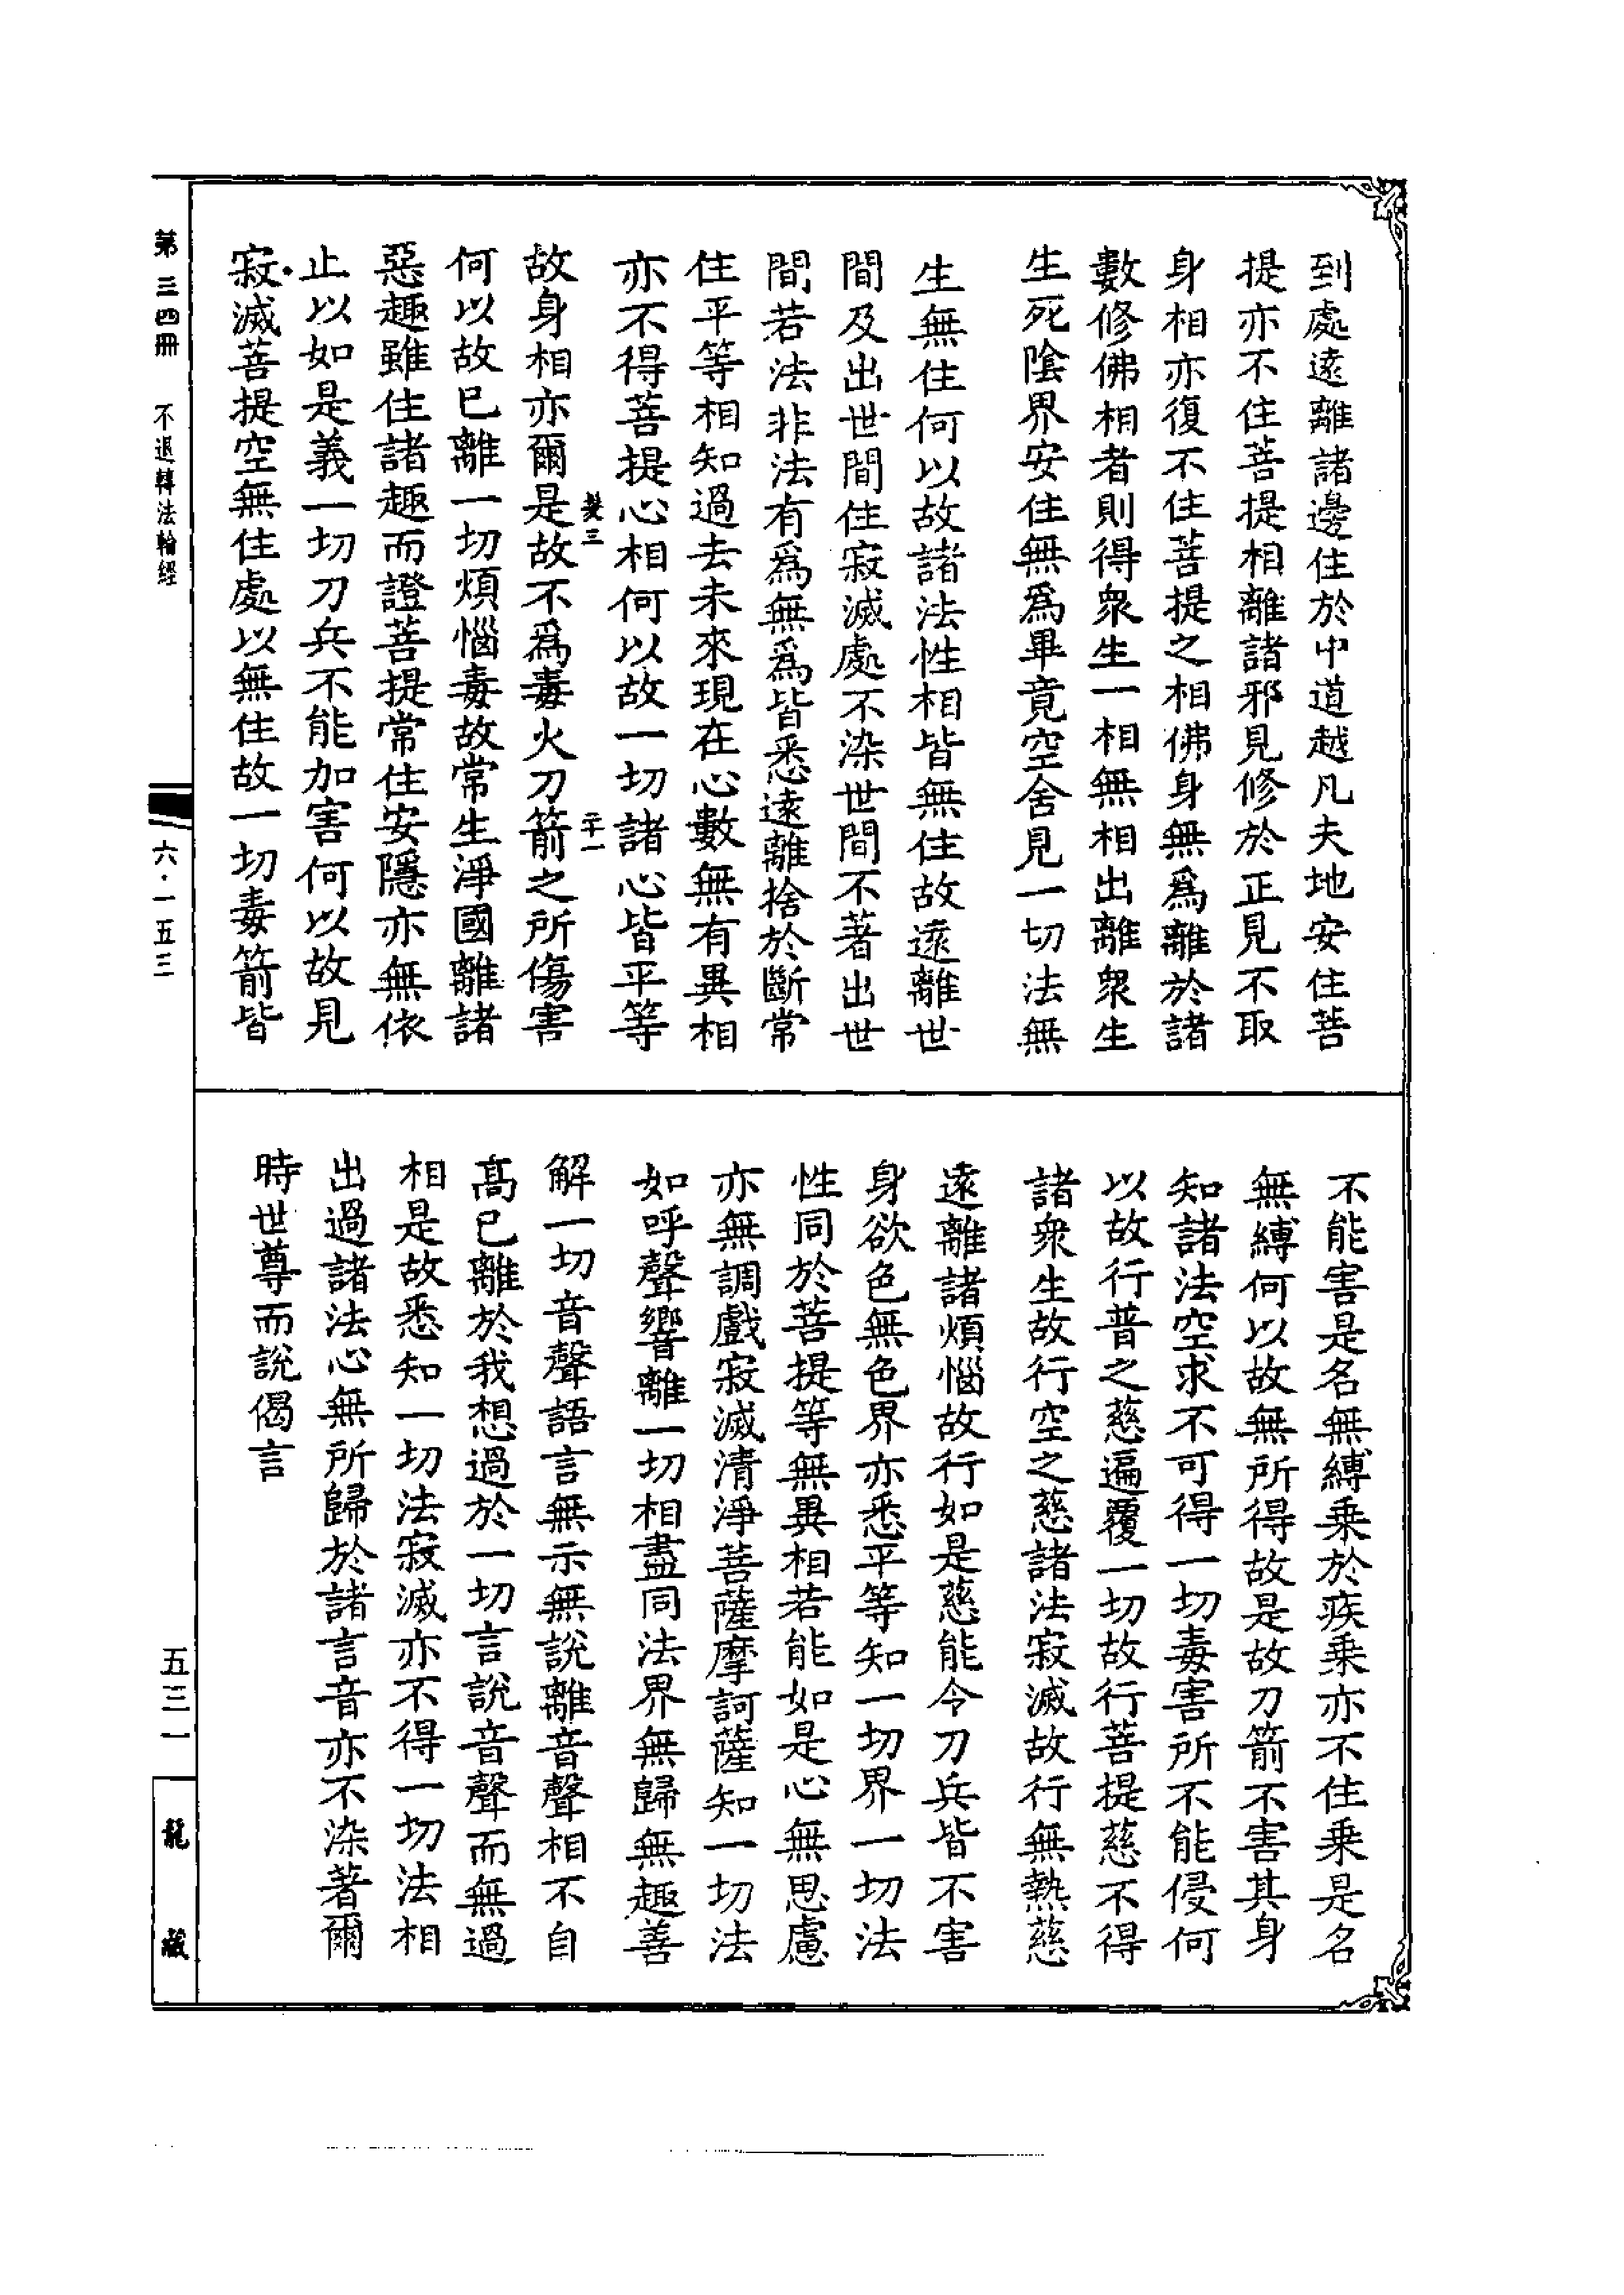 到處遠離諸邊住於中道越凡夫地安住菩
提亦不住菩提相離諸邪見修於正見不取
身相亦復不住菩提之相佛身無爲離於諸
數修佛相者則得衆生一相無相出離衆生
生死陰界安住無爲畢竟空舍見一切法無
生無住何以故諸法性相皆無住故遠離世
間及出世間住寂滅處不染世間不著出世
間若法非法有爲無爲皆悉遠離捨於斷常
住平等相知過去未來現在心數無有異相
亦不得菩提心相何以故一切諸心皆平等
髮三 二十一
故身相亦爾是故不爲毒火刀箭之所傷害
何以故已離一切煩惱毒故常生淨國離諸
惡趣雖住諸趣而證菩提常住安隱亦無依
止以如是義一切刀兵不能加害何以故見
寂滅菩提空無住處以無住故一切毒箭皆
不能害是名無縛乘於疾乘亦不住乘是名
無縛何以故無所得故是故刀箭不害其身
知諸法空求不可得一切毒害所不能侵何
以故行普之慈遍覆一切故行菩提慈不得
諸衆生故行空之慈諸法寂滅故行無熱慈
遠離諸煩惱故行如是慈能令刀兵皆不害
身欲色無色界亦悉平等知一切界一切法
性同於菩提等無異相若能如是心無思慮
亦無調戲寂滅清淨菩薩摩訶薩知一切法
如呼聲響離一切相盡同法界無歸無趣善
解一切音聲語言無示無說離音聲相不自
高已離於我想過於一切言說音聲而無過
相是故悉知一切法寂滅亦不得一切法相
出過諸法心無所歸於諸言音亦不染著爾
時世尊而說偈言
第三四冊 不退轉法輪經
六·一五三
五三一
龍藏